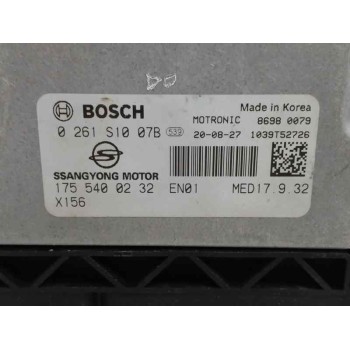 BOSCH
Made in Korea
MOTRONIC 8698 0079
0 261 S10 07B 539 20-08-27 1039T52726
SSANGYONG MOTOR
175 540 02 32 EN01 MED17.9.32
X156